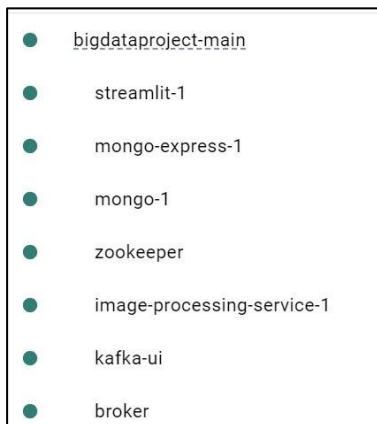 bigdataproject-main
streamlit-1
mongo-express-1
mongo-1
zookeeper
image-processing-service-1
kafka-ui
broker